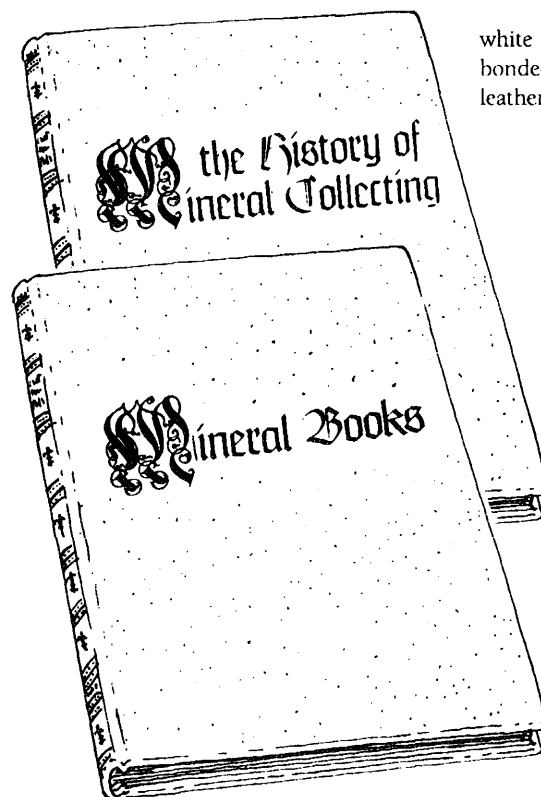 white
bonde
leather
the History of
Mineral Collecting
Mineral Books